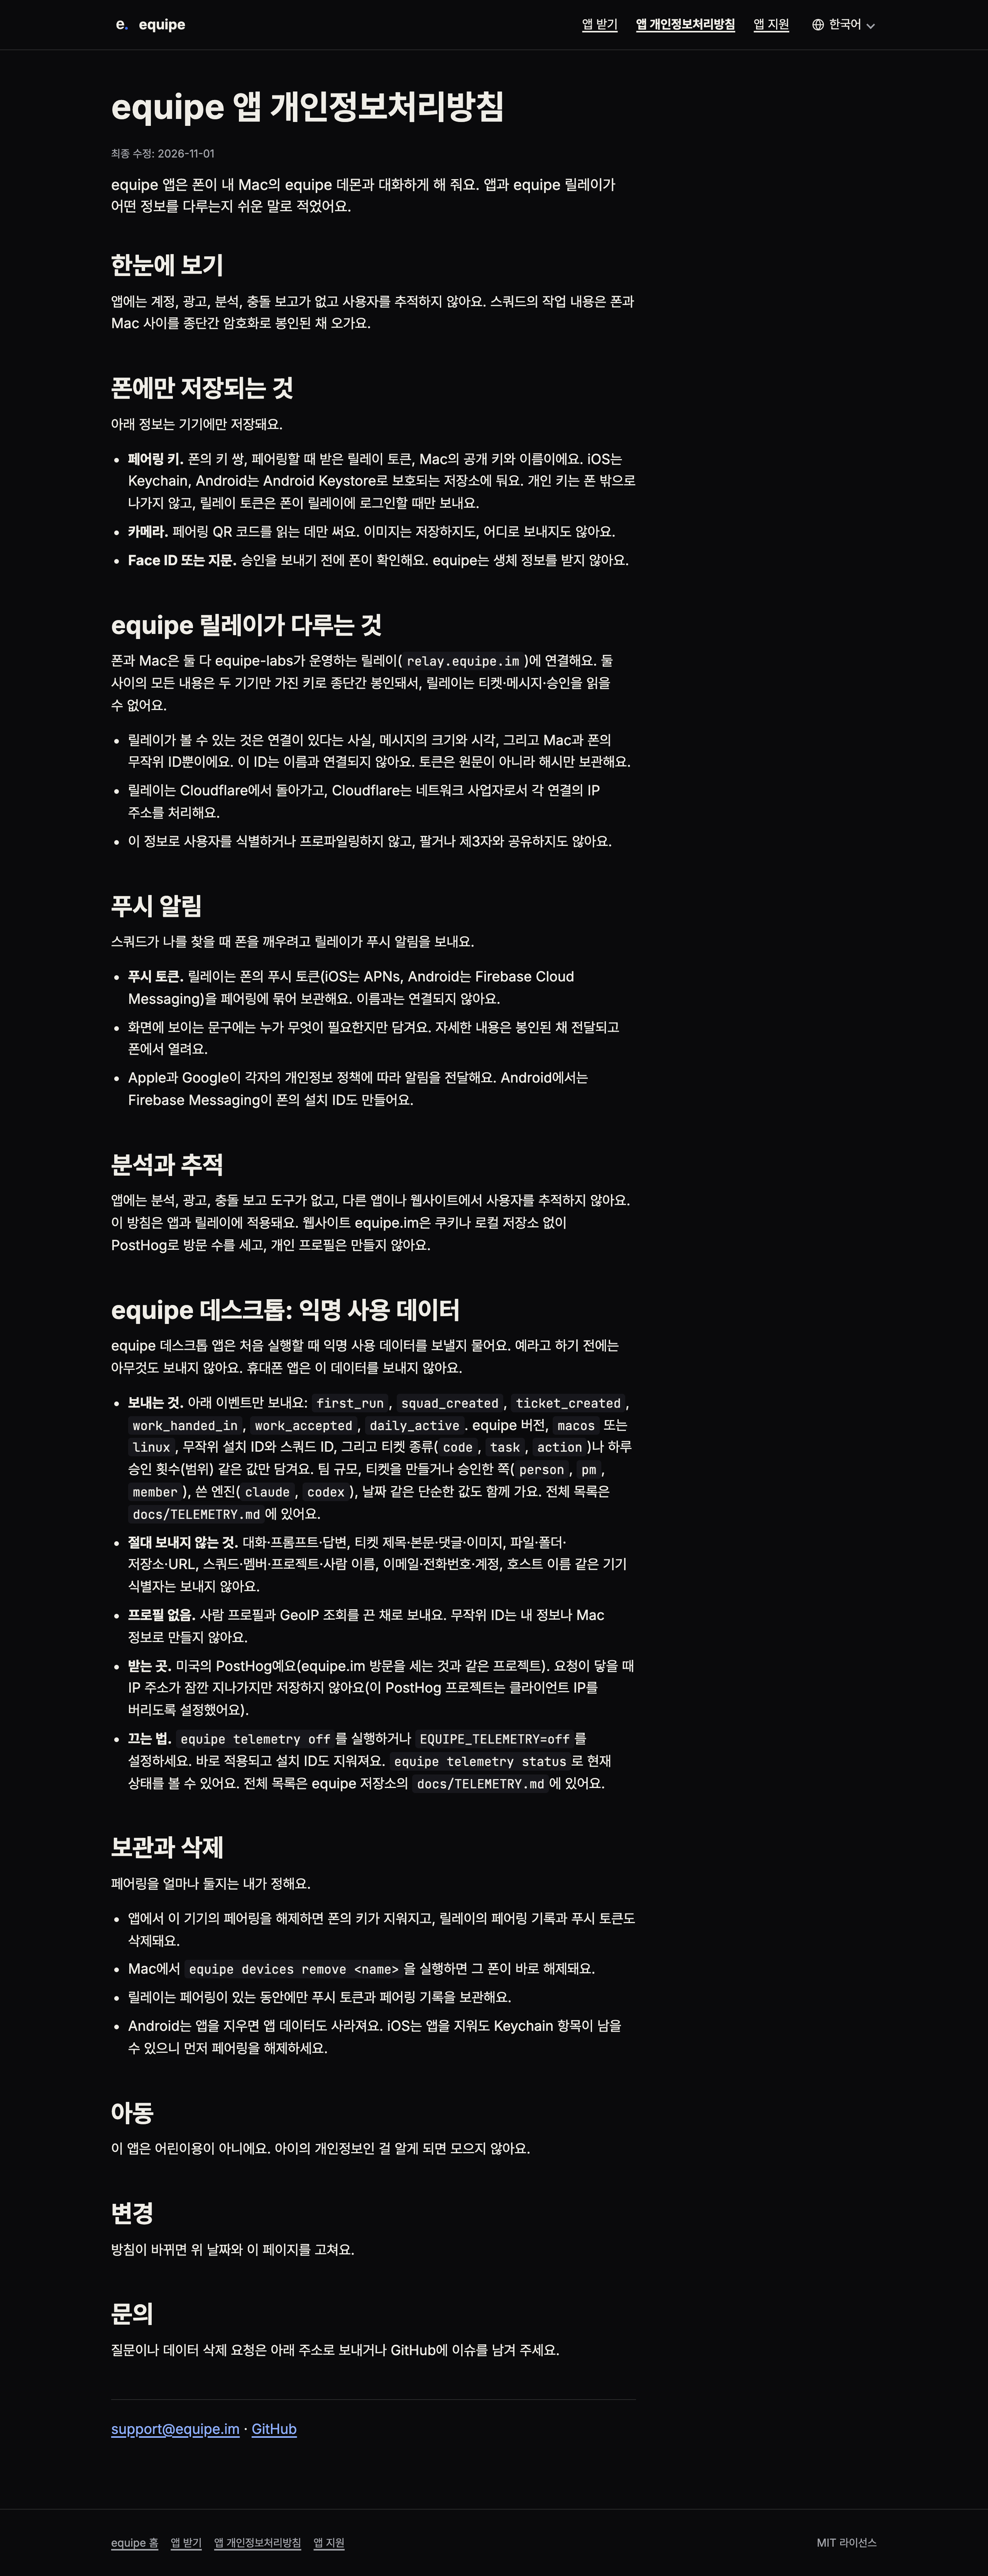 e. equipe
앱 받기 앱 개인정보처리방침 앱 지원 한국어
equipe 앱 개인정보처리방침
최종 수정: 2026-11-01
equipe 앱은 폰이 내 Mac의 equipe 데몬과 대화하게 해 줘요. 앱과 equipe 릴레이가
어떤 정보를 다루는지 쉬운 말로 적었어요.
한눈에 보기
앱에는 계정, 광고, 분석, 충돌 보고가 없고 사용자를 추적하지 않아요. 스쿼드의 작업 내용은 폰과
Mac 사이를 종단간 암호화로 봉인된 채 오가요.
폰에만 저장되는 것
아래 정보는 기기에만 저장돼요.
• 페어링 키. 폰의 키 쌍, 페어링할 때 받은 릴레이 토큰, Mac의 공개 키와 이름이에요. iOS는
Keychain, Android는 Android Keystore로 보호되는 저장소에 둬요. 개인 키는 폰 밖으로
나가지 않고, 릴레이 토큰은 폰이 릴레이에 로그인할 때만 보내요.
• 카메라. 페어링 QR 코드를 읽는 데만 써요. 이미지는 저장하지도, 어디로 보내지도 않아요.
• Face ID 또는 지문. 승인을 보내기 전에 폰이 확인해요. equipe는 생체 정보를 받지 않아요.
equipe 릴레이가 다루는 것
폰과 Mac은 둘 다 equipe-labs가 운영하는 릴레이(relay.equipe.im)에 연결해요. 둘
사이의 모든 내용은 두 기기만 가진 키로 종단간 봉인돼서, 릴레이는 티켓·메시지·승인을 읽을
수 없어요.
• 릴레이가 볼 수 있는 것은 연결이 있다는 사실, 메시지의 크기와 시각, 그리고 Mac과 폰의
무작위 ID뿐이에요. 이 ID는 이름과 연결되지 않아요. 토큰은 원문이 아니라 해시만 보관해요.
• 릴레이는 Cloudflare에서 돌아가고, Cloudflare는 네트워크 사업자로서 각 연결의 IP
주소를 처리해요.
• 이 정보로 사용자를 식별하거나 프로파일링하지 않고, 팔거나 제3자와 공유하지도 않아요.
푸시 알림
스쿼드가 나를 찾을 때 폰을 깨우려고 릴레이가 푸시 알림을 보내요.
• 푸시 토큰. 릴레이는 폰의 푸시 토큰(iOS는 APNs, Android는 Firebase Cloud
Messaging)을 페어링에 묶어 보관해요. 이름과는 연결되지 않아요.
• 화면에 보이는 문구에는 누가 무엇이 필요한지만 담겨요. 자세한 내용은 봉인된 채 전달되고
폰에서 열려요.
• Apple과 Google이 각자의 개인정보 정책에 따라 알림을 전달해요. Android에서는
Firebase Messaging이 폰의 설치 ID도 만들어요.
분석과 추적
앱에는 분석, 광고, 충돌 보고 도구가 없고, 다른 앱이나 웹사이트에서 사용자를 추적하지 않아요.
이 방침은 앱과 릴레이에 적용돼요. 웹사이트 equipe.im은 쿠키나 로컬 저장소 없이
PostHog로 방문 수를 세고, 개인 프로필은 만들지 않아요.
equipe 데스크톱: 익명 사용 데이터
equipe 데스크톱 앱은 처음 실행할 때 익명 사용 데이터를 보낼지 물어요. 예라고 하기 전에는
아무것도 보내지 않아요. 휴대폰 앱은 이 데이터를 보내지 않아요.
• 보내는 것. 아래 이벤트만 보내요: first_run, squad_created, ticket_created,
work_handed_in, work_accepted, daily_active. equipe 버전, macos 또는
linux, 무작위 설치 ID와 스쿼드 ID, 그리고 티켓 종류(code, task, action)나 하루
승인 횟수(범위) 같은 값만 담겨요. 팀 규모, 티켓을 만들거나 승인한 쪽(person, pm,
member), 쓴 엔진(claude, codex), 날짜 같은 단순한 값도 함께 가요. 전체 목록은
docs/TELEMETRY.md에 있어요.
• 절대 보내지 않는 것. 대화·프롬프트·답변, 티켓 제목·본문·댓글·이미지, 파일·폴더·
저장소·URL, 스쿼드·멤버·프로젝트·사람 이름, 이메일·전화번호·계정, 호스트 이름 같은 기기
식별자는 보내지 않아요.
• 프로필 없음. 사람 프로필과 GeoIP 조회를 끈 채로 보내요. 무작위 ID는 내 정보나 Mac
정보로 만들지 않아요.
• 받는 곳. 미국의 PostHog예요(equipe.im 방문을 세는 것과 같은 프로젝트). 요청이 닿을 때
IP 주소가 잠깐 지나가지만 저장하지 않아요(이 PostHog 프로젝트는 클라이언트 IP를
버리도록 설정했어요).
• 끄는 법. equipe telemetry off를 실행하거나 EQUIPE_TELEMETRY=off를
설정하세요. 바로 적용되고 설치 ID도 지워져요. equipe telemetry status로 현재
상태를 볼 수 있어요. 전체 목록은 equipe 저장소의 docs/TELEMETRY.md에 있어요.
보관과 삭제
페어링을 얼마나 둘지는 내가 정해요.
• 앱에서 이 기기의 페어링을 해제하면 폰의 키가 지워지고, 릴레이의 페어링 기록과 푸시 토큰도
삭제돼요.
• Mac에서 equipe devices remove <name>을 실행하면 그 폰이 바로 해제돼요.
• 릴레이는 페어링이 있는 동안에만 푸시 토큰과 페어링 기록을 보관해요.
• Android는 앱을 지우면 앱 데이터도 사라져요. iOS는 앱을 지워도 Keychain 항목이 남을
수 있으니 먼저 페어링을 해제하세요.
아동
이 앱은 어린이용이 아니에요. 아이의 개인정보인 걸 알게 되면 모으지 않아요.
변경
방침이 바뀌면 위 날짜와 이 페이지를 고쳐요.
문의
질문이나 데이터 삭제 요청은 아래 주소로 보내거나 GitHub에 이슈를 남겨 주세요.
support@equipe.im · GitHub
equipe 홈 앱 받기 앱 개인정보처리방침 앱 지원 MIT 라이선스